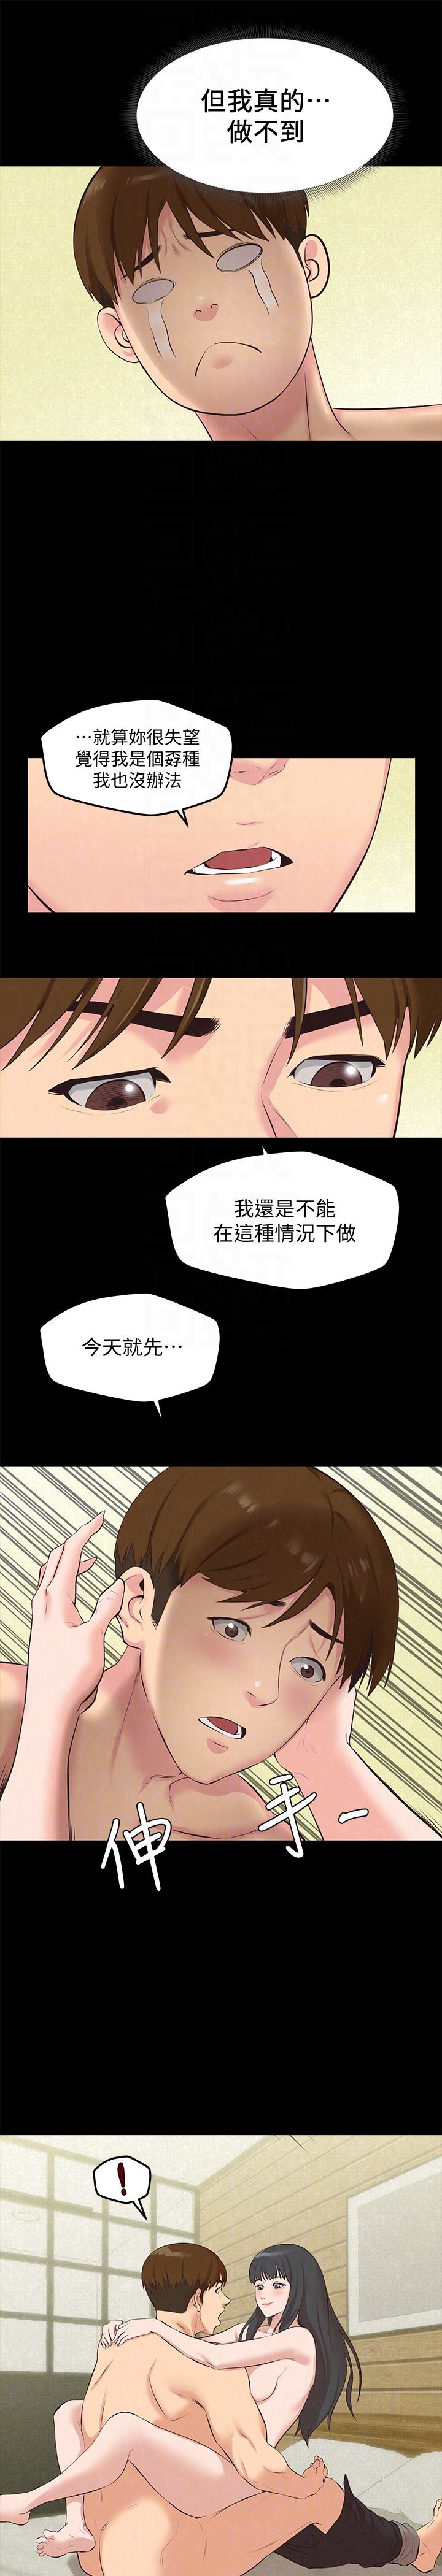 但我真的⋯
做不到
⋯就算妳很失望
覺得我是個孬種
我也沒辦法
我還是不能
在這種情況下做
今天就先⋯
伸手—
!